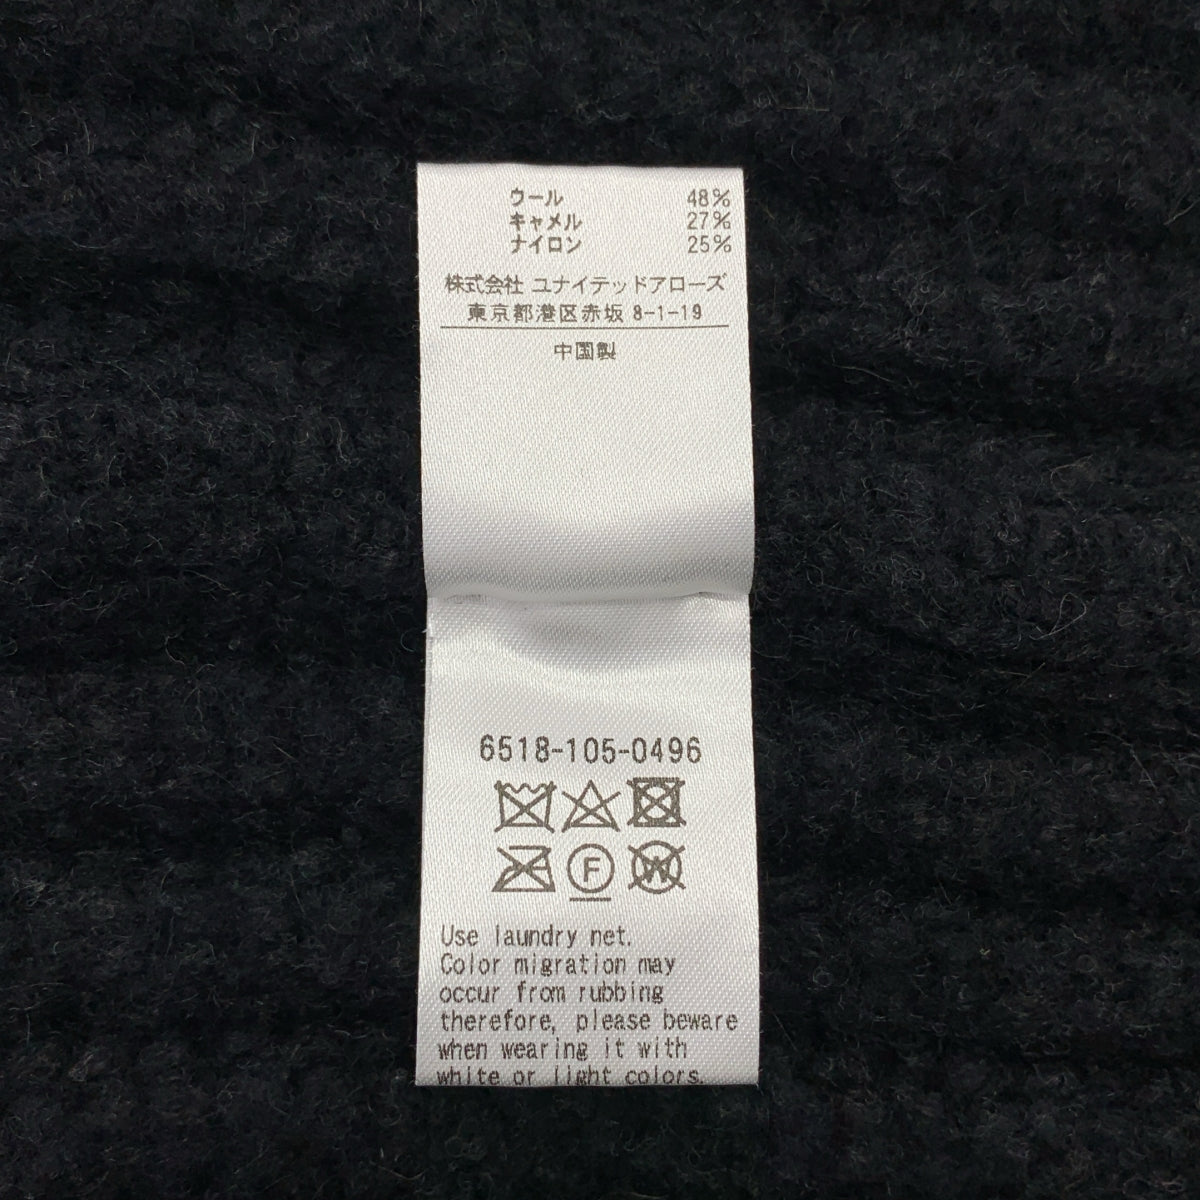 ウール 48%
キャメル 27%
ナイロン 25%
株式会社 ユナイテッドアローズ
東京都港区赤坂 8-1-19
中国製
6518-105-0496
F
W
Use laundry net.
Color migration may
occur from rubbing
therefore, please beware
when wearing it with
white or light colors.